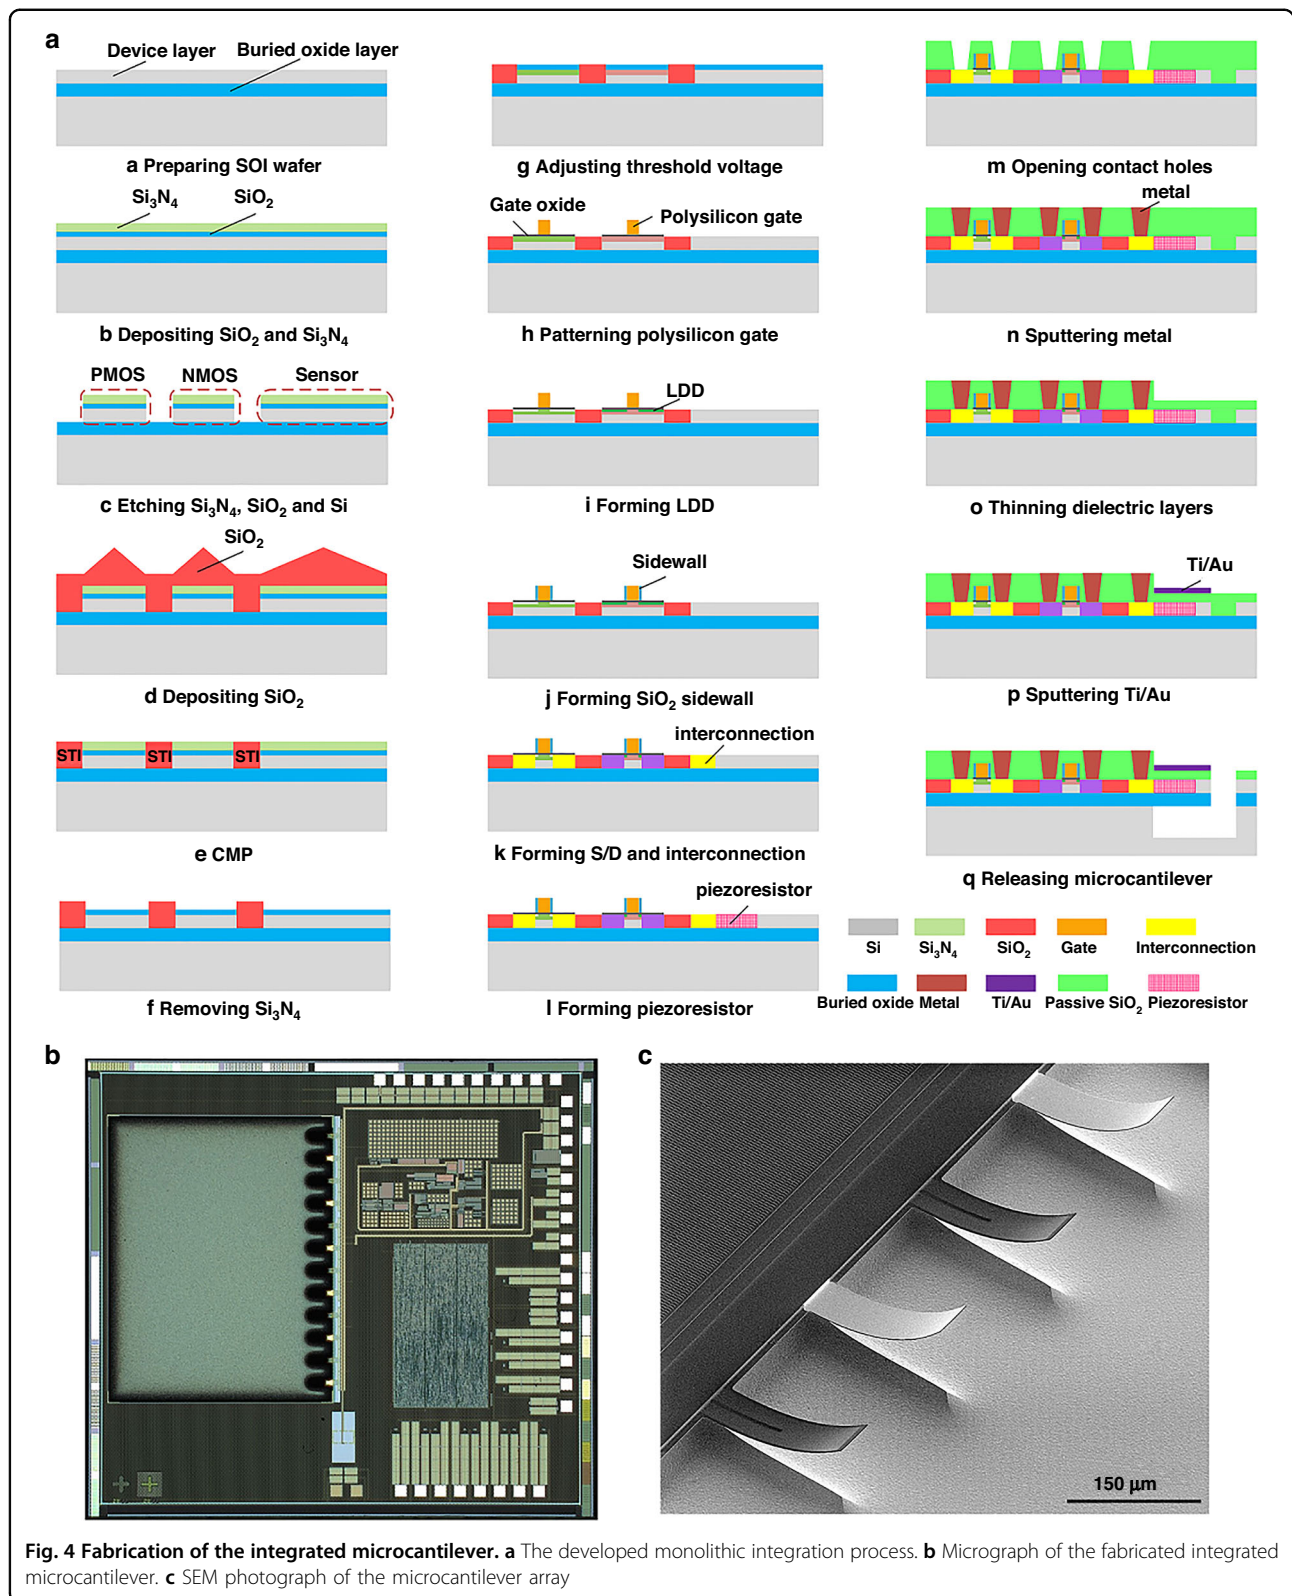 a
Device layer
Buried oxide layer
a Preparing SOI wafer
Si₃N₄
SiO₂
b Depositing SiO₂ and Si₃N₄
PMOS
NMOS
Sensor
c Etching Si₃N₄, SiO₂ and Si
SiO₂
d Depositing SiO₂
STI
STI
STI
e CMP
f Removing Si₃N₄
g Adjusting threshold voltage
Gate oxide
Polysilicon gate
h Patterning polysilicon gate
LDD
i Forming LDD
Sidewall
j Forming SiO₂ sidewall
interconnection
k Forming S/D and interconnection
piezoresistor
l Forming piezoresistor
m Opening contact holes
metal
n Sputtering metal
o Thinning dielectric layers
Ti/Au
p Sputtering Ti/Au
q Releasing microcantilever
Si
Si₃N₄
SiO₂
Gate
Interconnection
Buried oxide
Metal
Ti/Au
Passive SiO₂
Piezoresistor
b
c
150 µm
Fig. 4 Fabrication of the integrated microcantilever. a The developed monolithic integration process. b Micrograph of the fabricated integrated
microcantilever. c SEM photograph of the microcantilever array